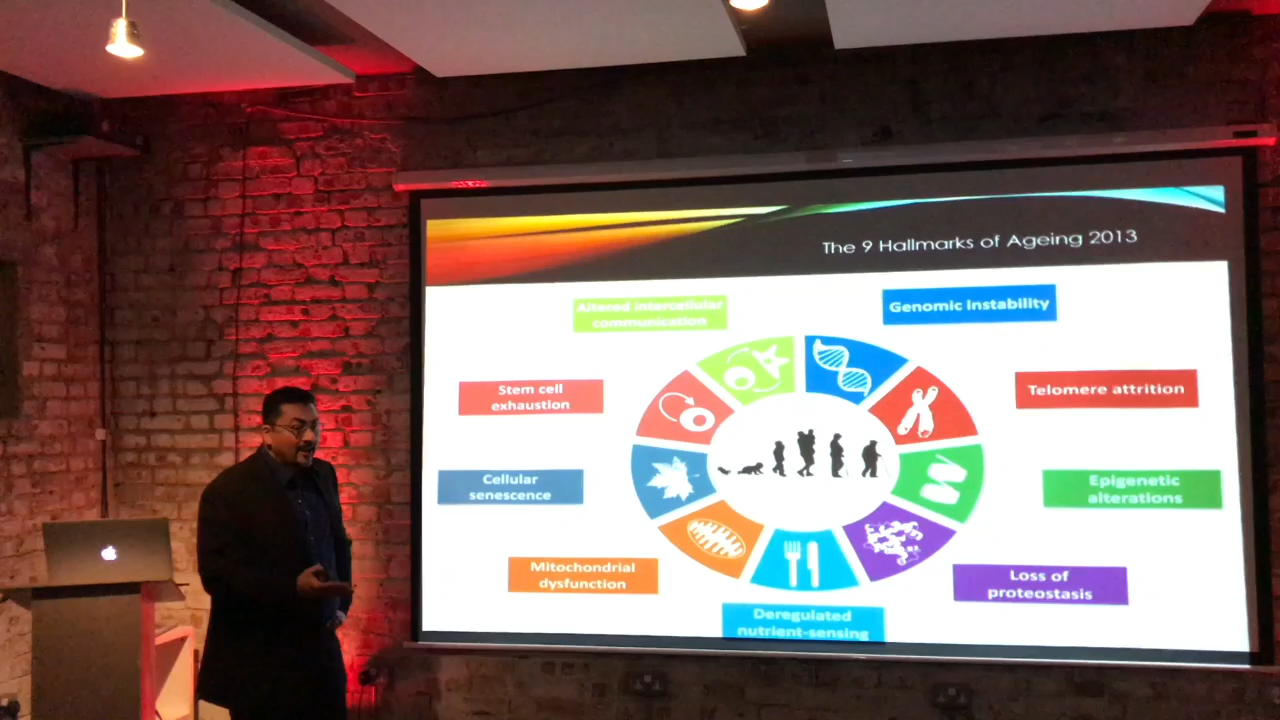 The 9 Hallmarks of Ageing 2013
Altered intercellular
communication
Genomic instability
Stem cell
exhaustion
Telomere attrition
Cellular
senescence
Epigenetic
alterations
Mitochondrial
dysfunction
Loss of
proteostasis
Deregulated
nutrient-sensing